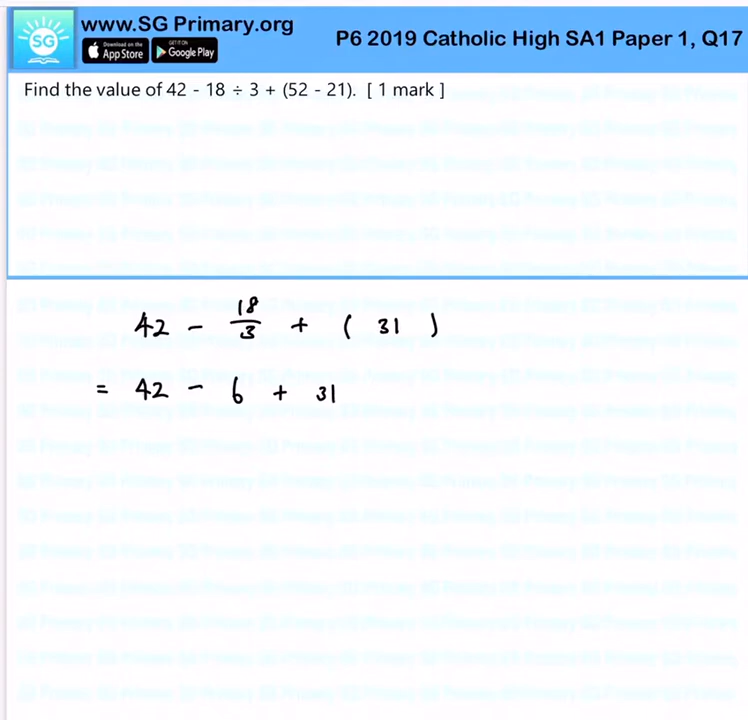 www.SG Primary.org
SG
Download on the
App Store
GET IT ON
Google Play
P6 2019 Catholic High SA1 Paper 1, Q17
Find the value of 42 - 18 ÷ 3 + (52 - 21). [ 1 mark ]
42 - 18/3 + ( 31 )
= 42 - 6 + 31